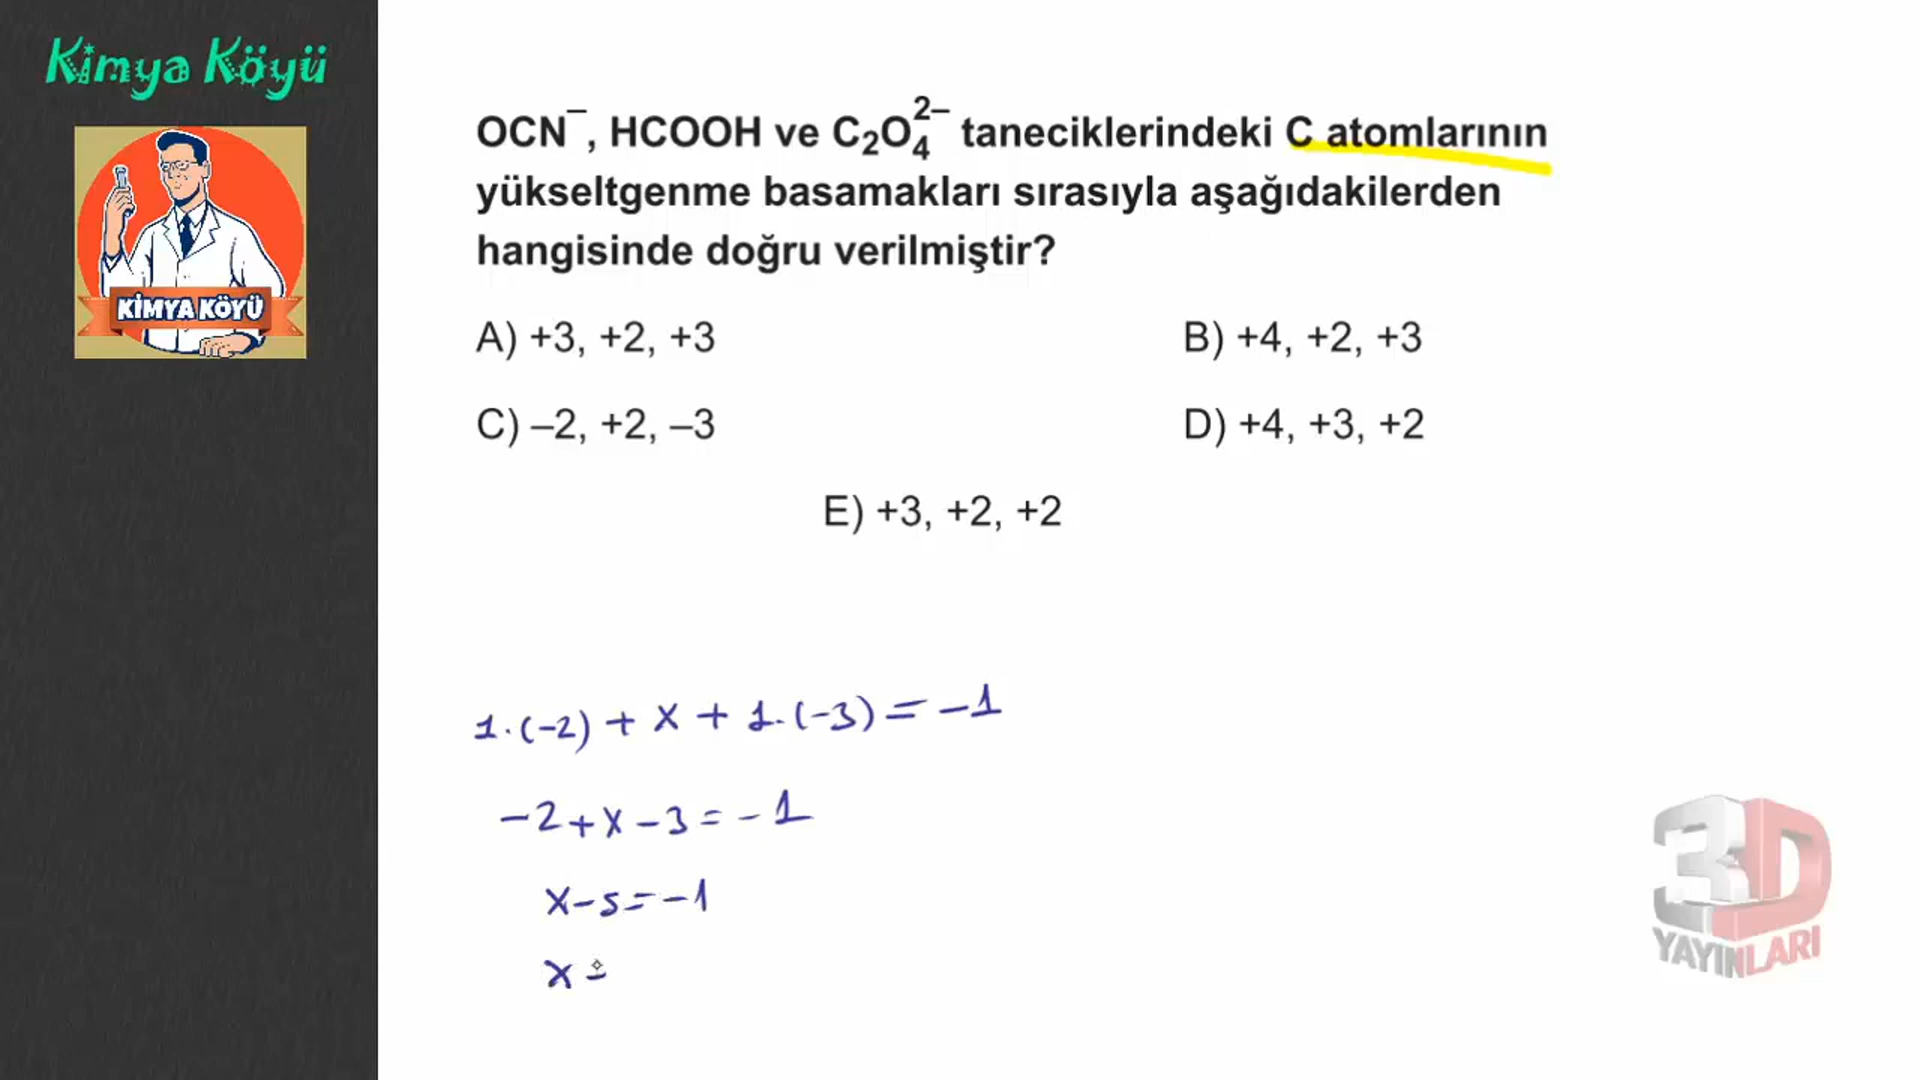 Kimya Köyü
KİMYA KÖYÜ
OCN⁻, HCOOH ve C₂O₄²⁻ taneciklerindeki C atomlarının
yükseltgenme basamakları sırasıyla aşağıdakilerden
hangisinde doğru verilmiştir?
A) +3, +2, +3
B) +4, +2, +3
C) –2, +2, –3
D) +4, +3, +2
E) +3, +2, +2
1.(-2) + x + 1.(-3) = -1
-2+x-3=-1
x-5=-1
x=
3D
YAYINLARI